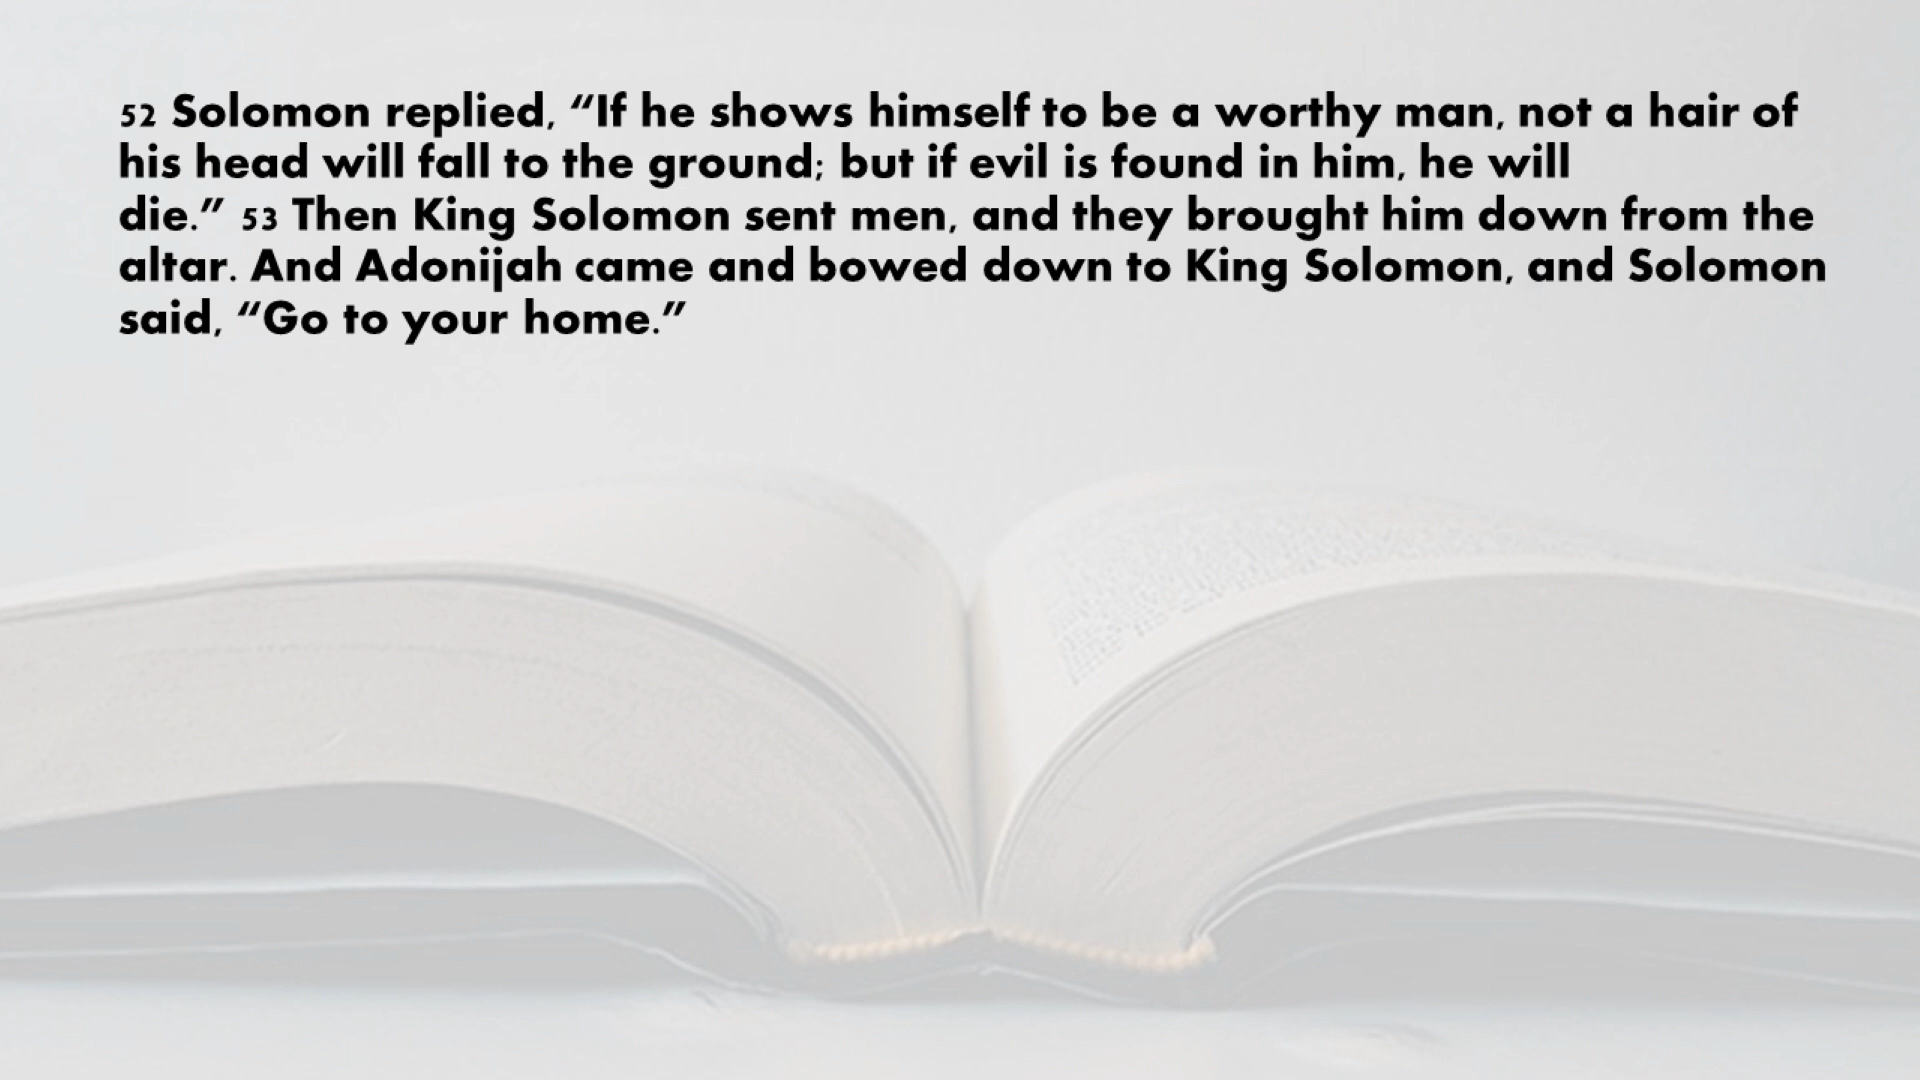 52 Solomon replied, “If he shows himself to be a worthy man, not a hair of
his head will fall to the ground; but if evil is found in him, he will
die.” 53 Then King Solomon sent men, and they brought him down from the
altar. And Adonijah came and bowed down to King Solomon, and Solomon
said, “Go to your home.”